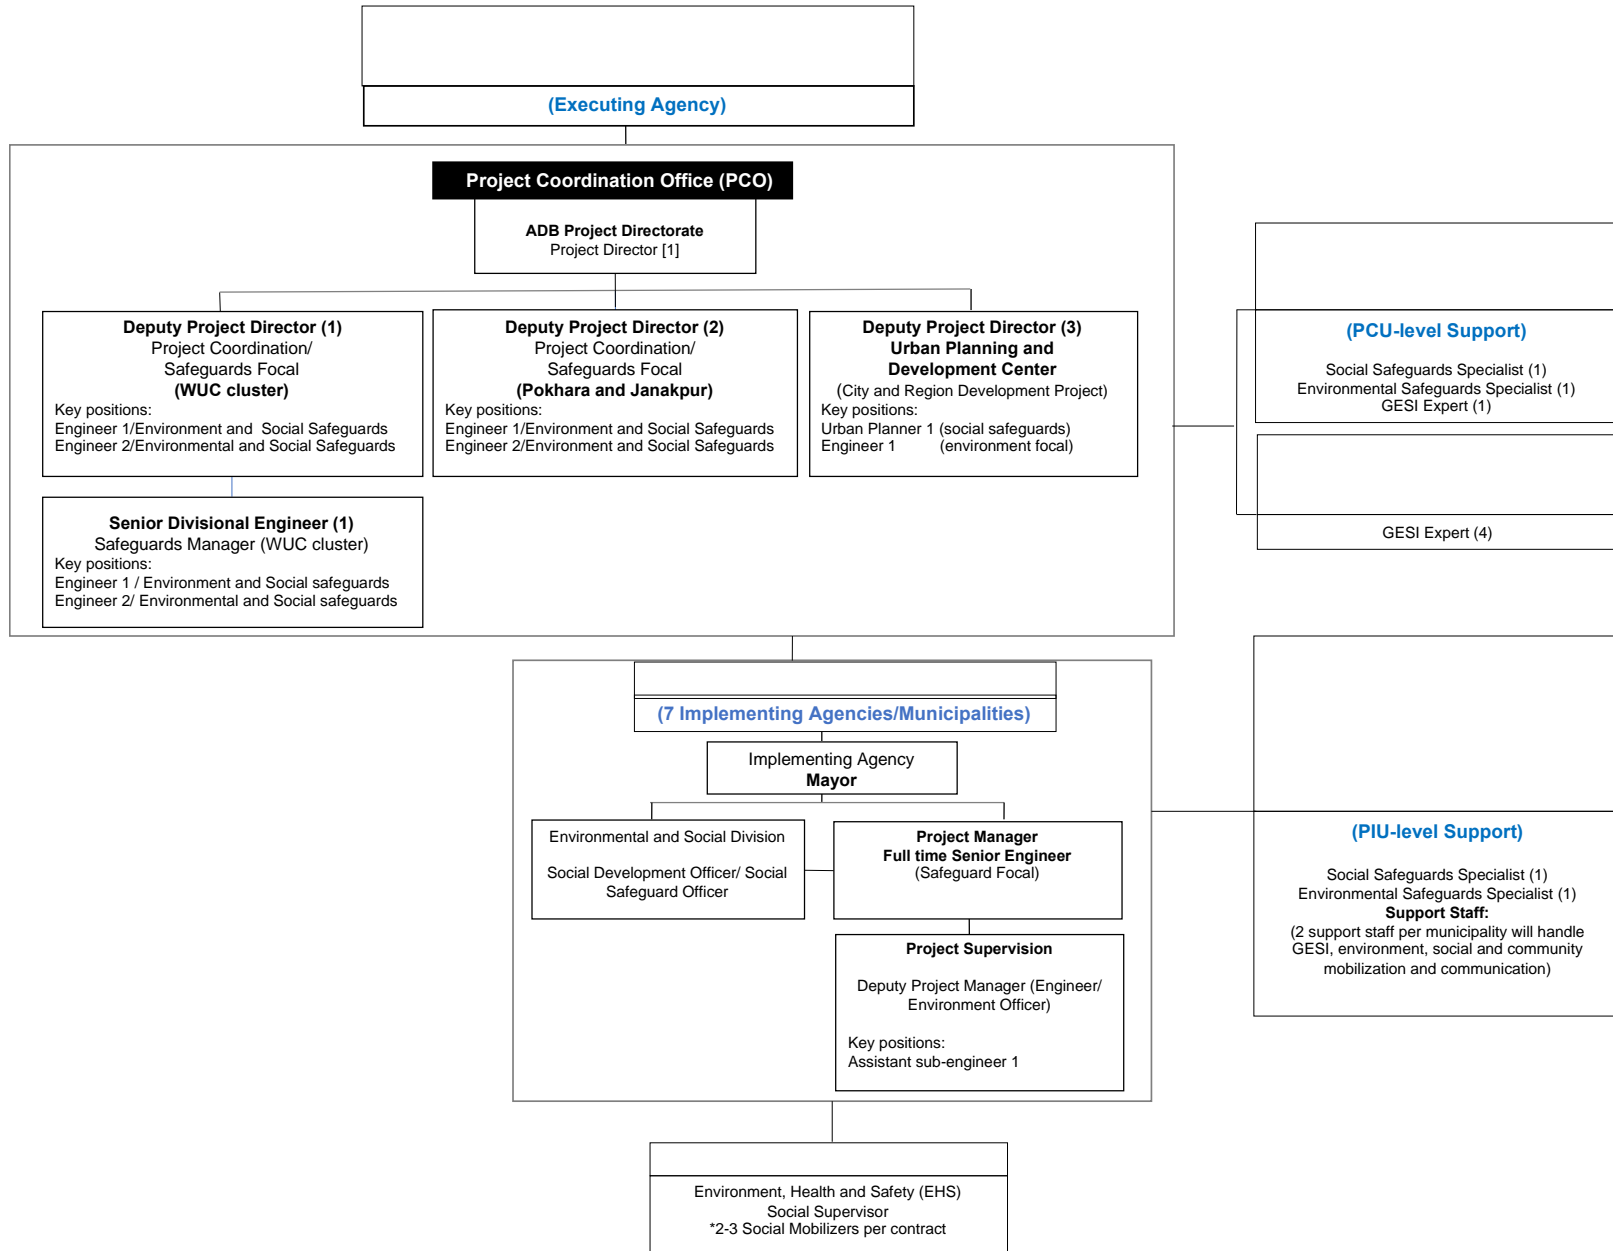 (Executing Agency)
Project Coordination Office (PCO)
ADB Project Directorate
Project Director [1]
Deputy Project Director (1)
Project Coordination/
Safeguards Focal
(WUC cluster)
Key positions:
Engineer 1/Environment and Social Safeguards
Engineer 2/Environmental and Social Safeguards
Deputy Project Director (2)
Project Coordination/
Safeguards Focal
(Pokhara and Janakpur)
Key positions:
Engineer 1/Environment and Social Safeguards
Engineer 2/Environment and Social Safeguards
Deputy Project Director (3)
Urban Planning and
Development Center
(City and Region Development Project)
Key positions:
Urban Planner 1 (social safeguards)
Engineer 1 (environment focal)
Senior Divisional Engineer (1)
Safeguards Manager (WUC cluster)
Key positions:
Engineer 1 / Environment and Social safeguards
Engineer 2/ Environmental and Social safeguards
(PCU-level Support)
Social Safeguards Specialist (1)
Environmental Safeguards Specialist (1)
GESI Expert (1)
GESI Expert (4)
(7 Implementing Agencies/Municipalities)
Implementing Agency
Mayor
Environmental and Social Division
Social Development Officer/ Social
Safeguard Officer
Project Manager
Full time Senior Engineer
(Safeguard Focal)
Project Supervision
Deputy Project Manager (Engineer/
Environment Officer)
Key positions:
Assistant sub-engineer 1
(PIU-level Support)
Social Safeguards Specialist (1)
Environmental Safeguards Specialist (1)
Support Staff:
(2 support staff per municipality will handle
GESI, environment, social and community
mobilization and communication)
Environment, Health and Safety (EHS)
Social Supervisor
*2-3 Social Mobilizers per contract